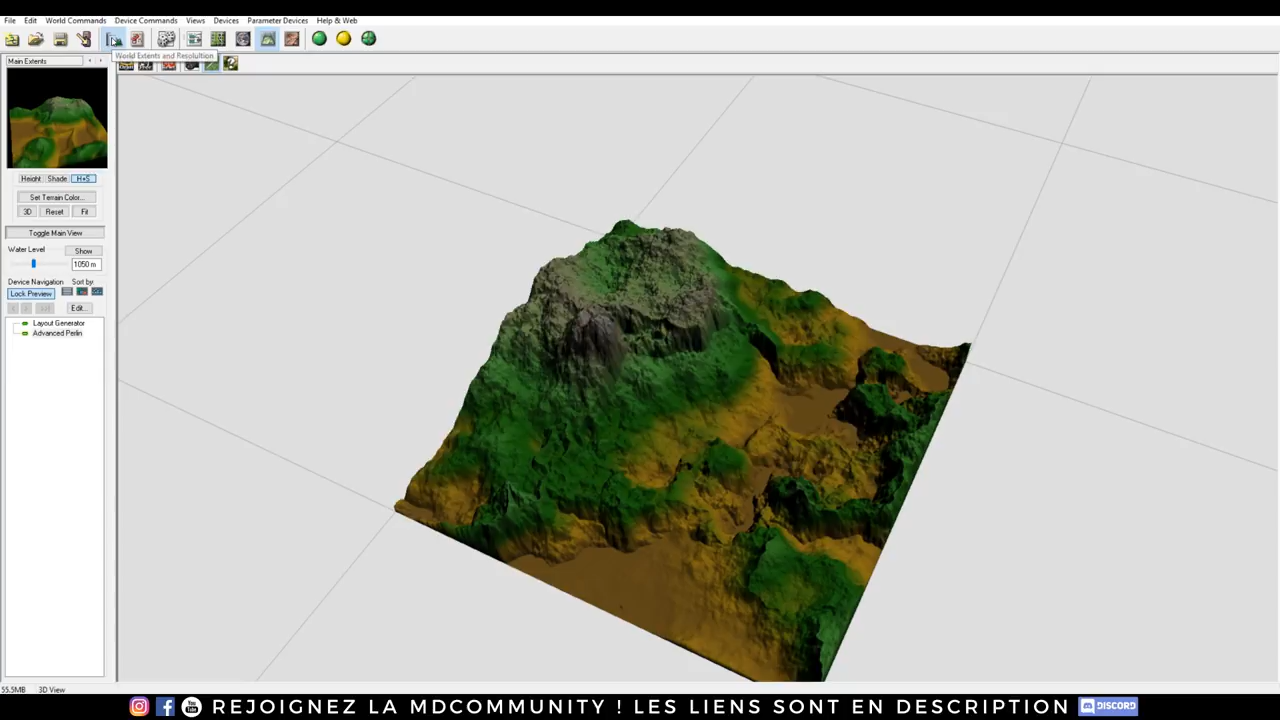 File Edit World Commands Device Commands Views Devices Parameter Devices Help & Web
World Extents and Resolultion
Main Extents
Height Shade H+S
Set Terrain Color...
3D Reset Fit
Toggle Main View
Water Level Show
1050 m
Device Navigation Sort by:
Lock Preview
Edit...
Layout Generator
Advanced Perlin
55.5MB 3D View
REJOIGNEZ LA MDCOMMUNITY ! LES LIENS SONT EN DESCRIPTION DISCORD